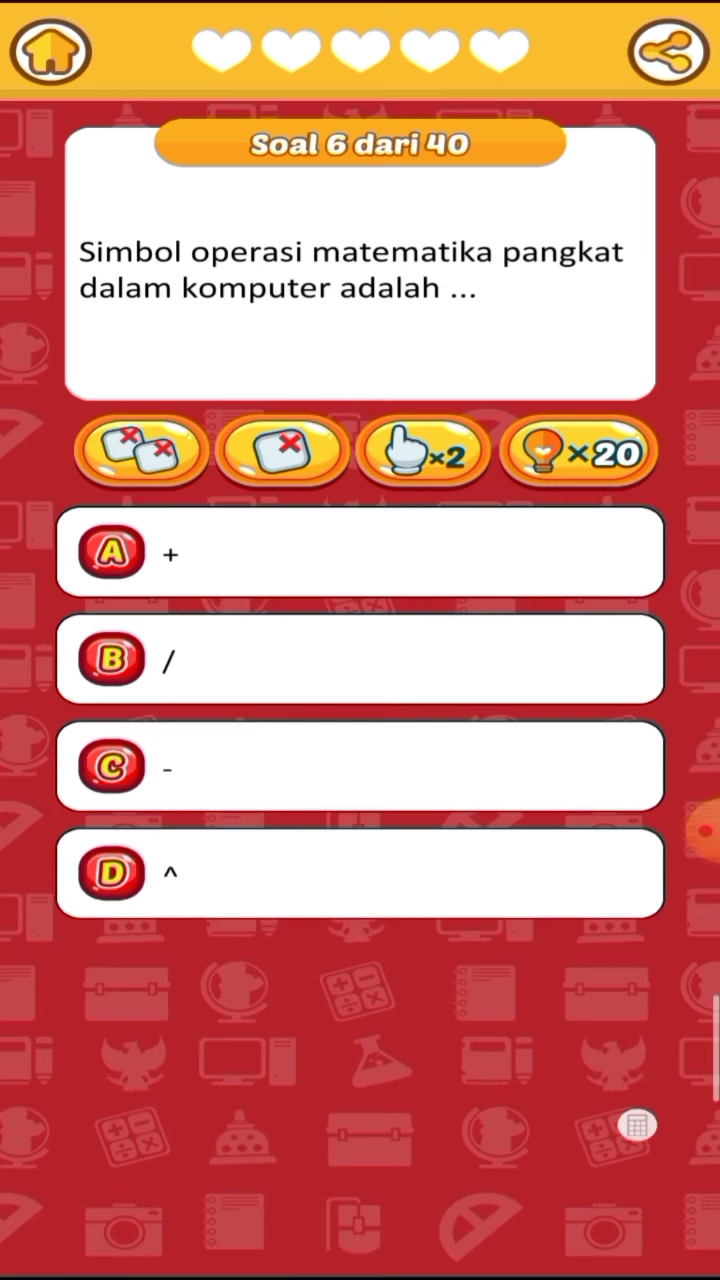 Soal 6 dari 40
Simbol operasi matematika pangkat
dalam komputer adalah ...
×2
×20
A +
B /
C -
D ^